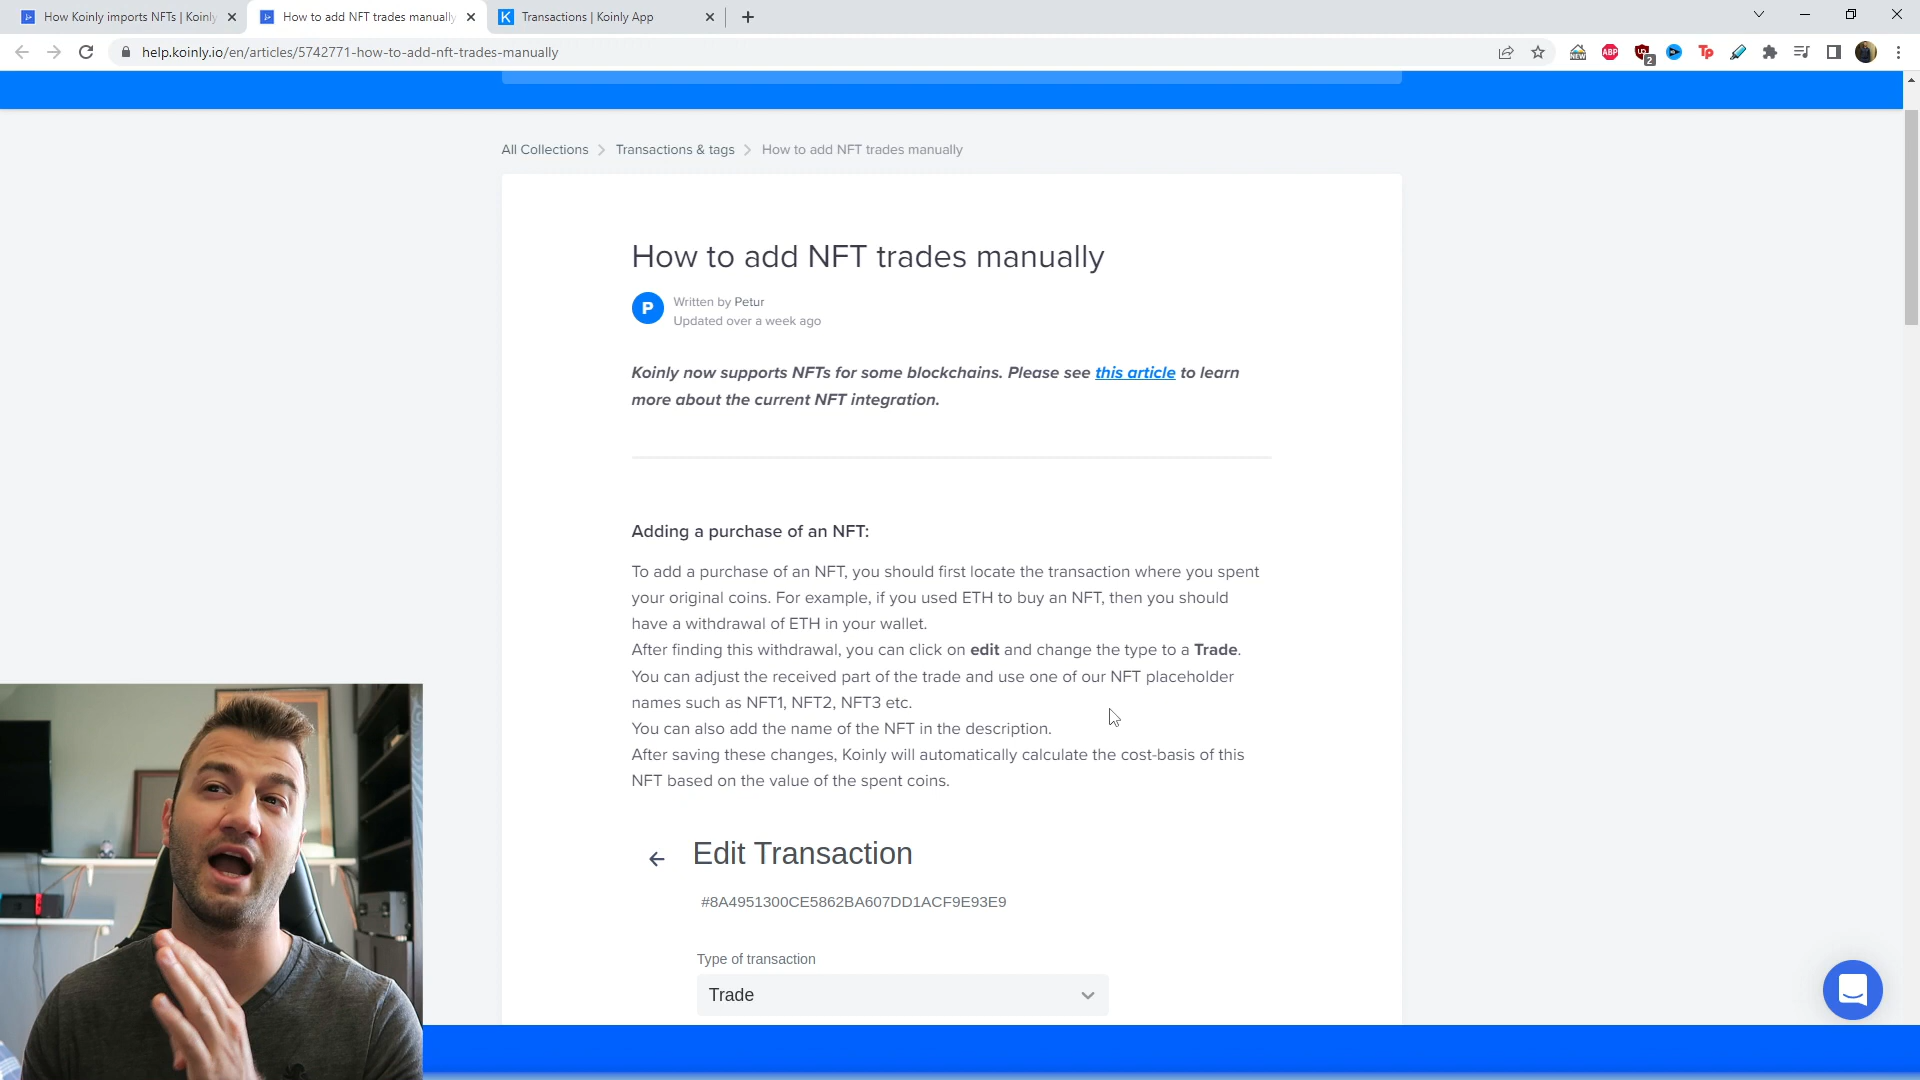 How Koinly imports NFTs | Koinly
How to add NFT trades manually
Transactions | Koinly App
help.koinly.io/en/articles/5742771-how-to-add-nft-trades-manually
NEW
ABP
2
Tp
All Collections
Transactions & tags
How to add NFT trades manually
How to add NFT trades manually
P
Written by Petur
Updated over a week ago
Koinly now supports NFTs for some blockchains. Please see this article to learn
more about the current NFT integration.
Adding a purchase of an NFT:
To add a purchase of an NFT, you should first locate the transaction where you spent
your original coins. For example, if you used ETH to buy an NFT, then you should
have a withdrawal of ETH in your wallet.
After finding this withdrawal, you can click on edit and change the type to a Trade.
You can adjust the received part of the trade and use one of our NFT placeholder
names such as NFT1, NFT2, NFT3 etc.
You can also add the name of the NFT in the description.
After saving these changes, Koinly will automatically calculate the cost-basis of this
NFT based on the value of the spent coins.
Edit Transaction
#8A4951300CE5862BA607DD1ACF9E93E9
Type of transaction
Trade